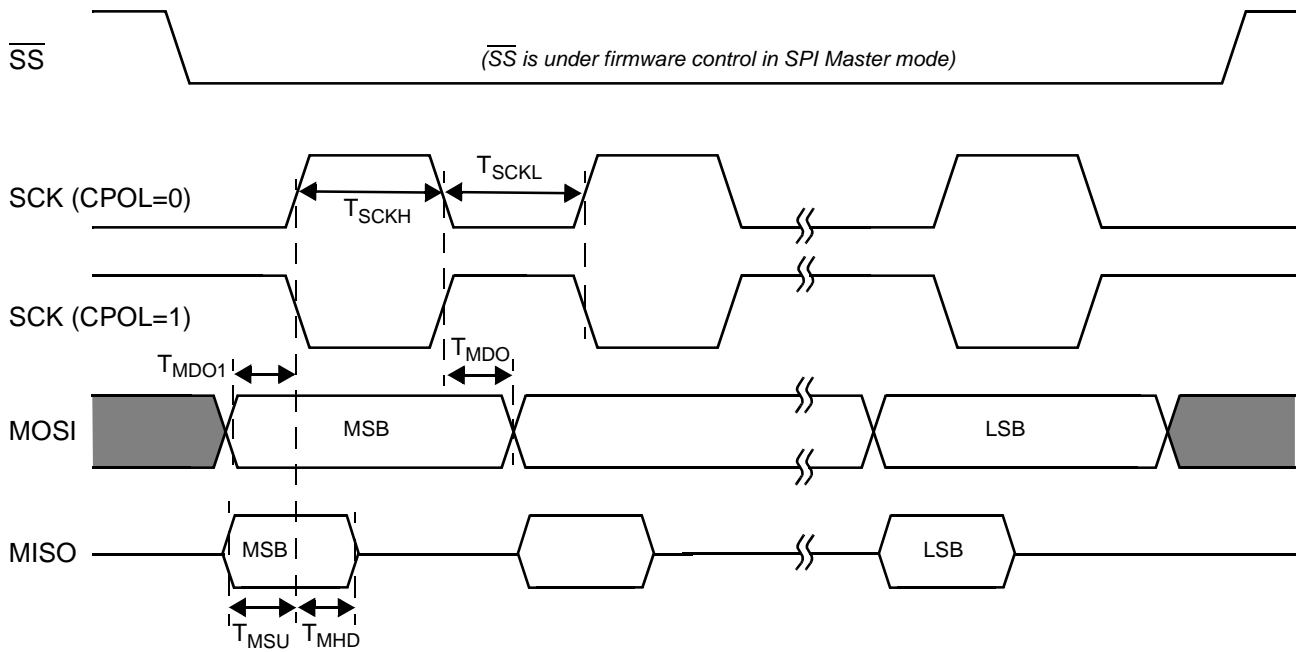 SS
(SS is under firmware control in SPI Master mode)
SCK (CPOL=0)
TSCKH
TSCKL
SCK (CPOL=1)
TMDO1
TMDO
MOSI
MSB
LSB
MISO
MSB
LSB
TMSU
TMHD